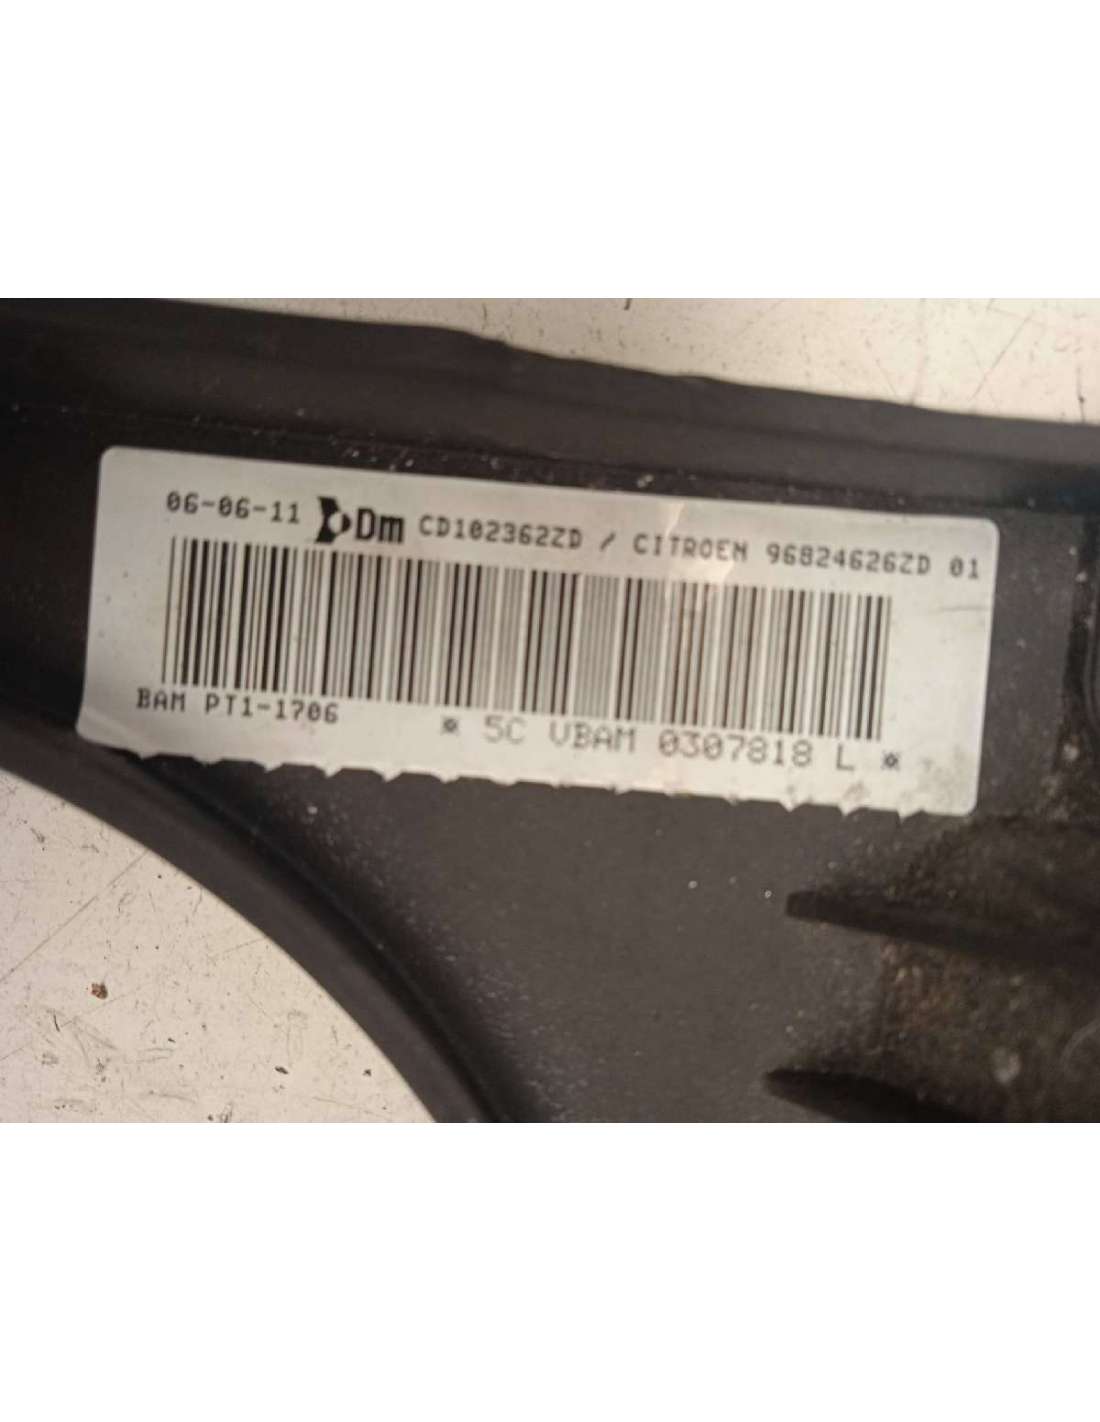 06-06-11 Dm CD102362ZD / CITROEN 96824626ZD 01
BAM PT1-1706
* 5C VBAM 0307818 L *